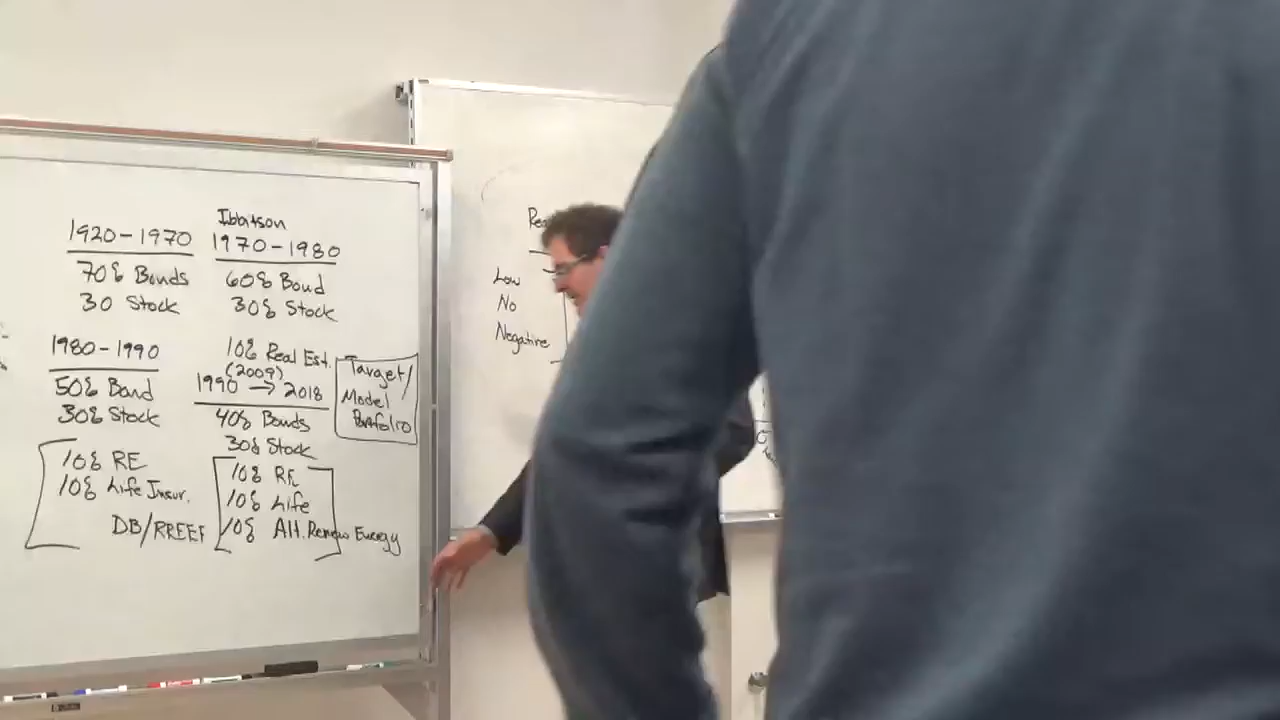 Ibbitson
1920-1970
1970-1980
70% Bonds
30 Stock
60% Bond
30% Stock
10% Real Est.
1980-1990
50% Bond
30% Stock
10% RE
10% Life Insur.
DB/RREEF
(2009)
1990 → 2018
40% Bonds
30% Stock
10% RE
10% Life
10% Alt. Renew Energy
Target/
Model
Portfolio
Low
No
Negative